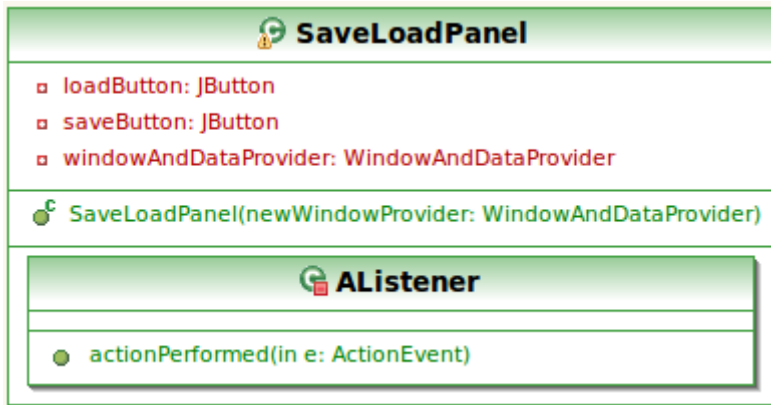 SaveLoadPanel
loadButton: JButton
saveButton: JButton
windowAndDataProvider: WindowAndDataProvider
SaveLoadPanel(newWindowProvider: WindowAndDataProvider)
AListener
actionPerformed(in e: ActionEvent)